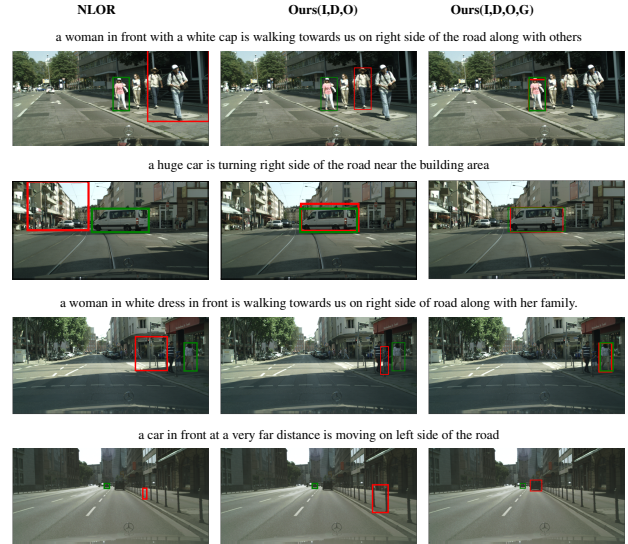 NLOR Ours(I,D,O) Ours(I,D,O,G)
a woman in front with a white cap is walking towards us on right side of the road along with others
a huge car is turning right side of the road near the building area
a woman in white dress in front is walking towards us on right side of road along with her family.
a car in front at a very far distance is moving on left side of the road